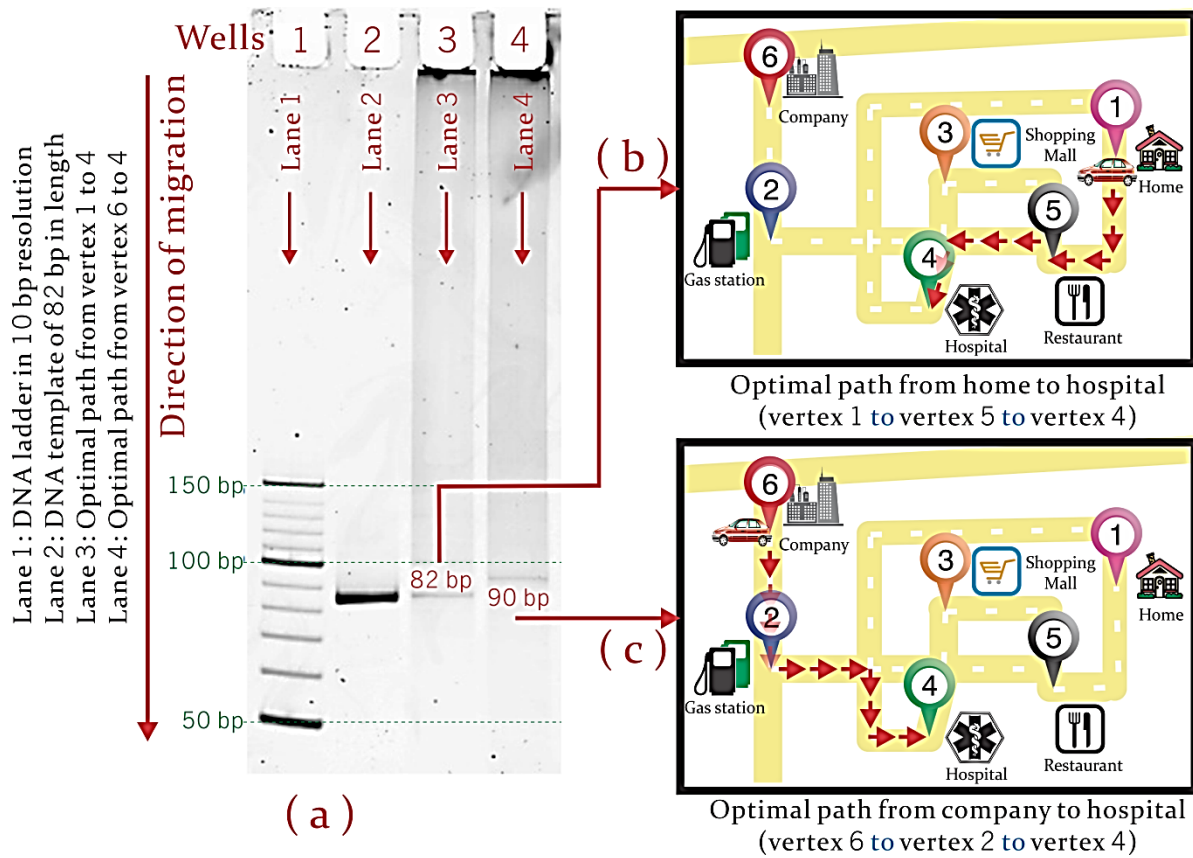 Wells 1 2 3 4
Lane 1
Lane 2
Lane 3
Lane 4
Direction of migration
Lane 1: DNA ladder in 10 bp resolution
Lane 2: DNA template of 82 bp in length
Lane 3: Optimal path from vertex 1 to 4
Lane 4: Optimal path from vertex 6 to 4
150 bp
100 bp
50 bp
82 bp
90 bp
( a )
( b )
6
Company
1
3
Shopping
Mall
Home
2
5
4
Gas station
Hospital
Restaurant
Optimal path from home to hospital
(vertex 1 to vertex 5 to vertex 4)
( c )
6
Company
1
3
Shopping
Mall
Home
2
5
4
Gas station
Hospital
Restaurant
Optimal path from company to hospital
(vertex 6 to vertex 2 to vertex 4)